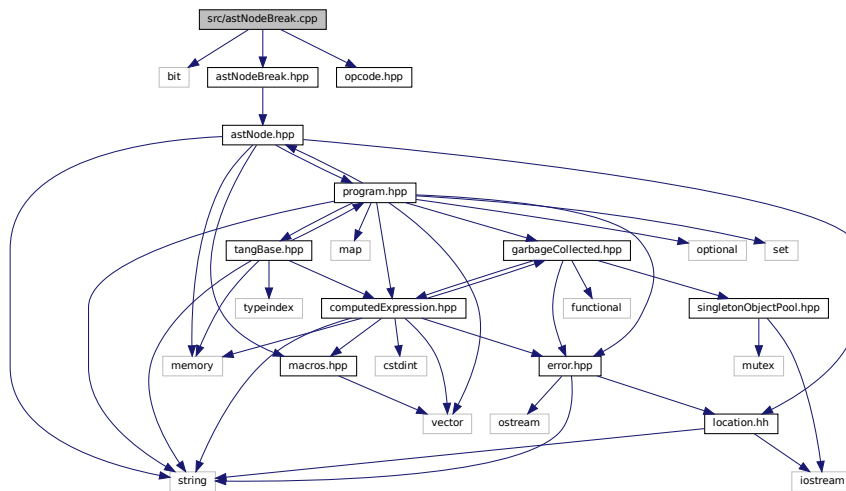 src/astNodeBreak.cpp
bit
astNodeBreak.hpp
opcode.hpp
astNode.hpp
program.hpp
tangBase.hpp
map
garbageCollected.hpp
optional
set
typeindex
computedExpression.hpp
functional
singletonObjectPool.hpp
memory
macros.hpp
cstdint
error.hpp
mutex
vector
ostream
location.hh
string
iostream